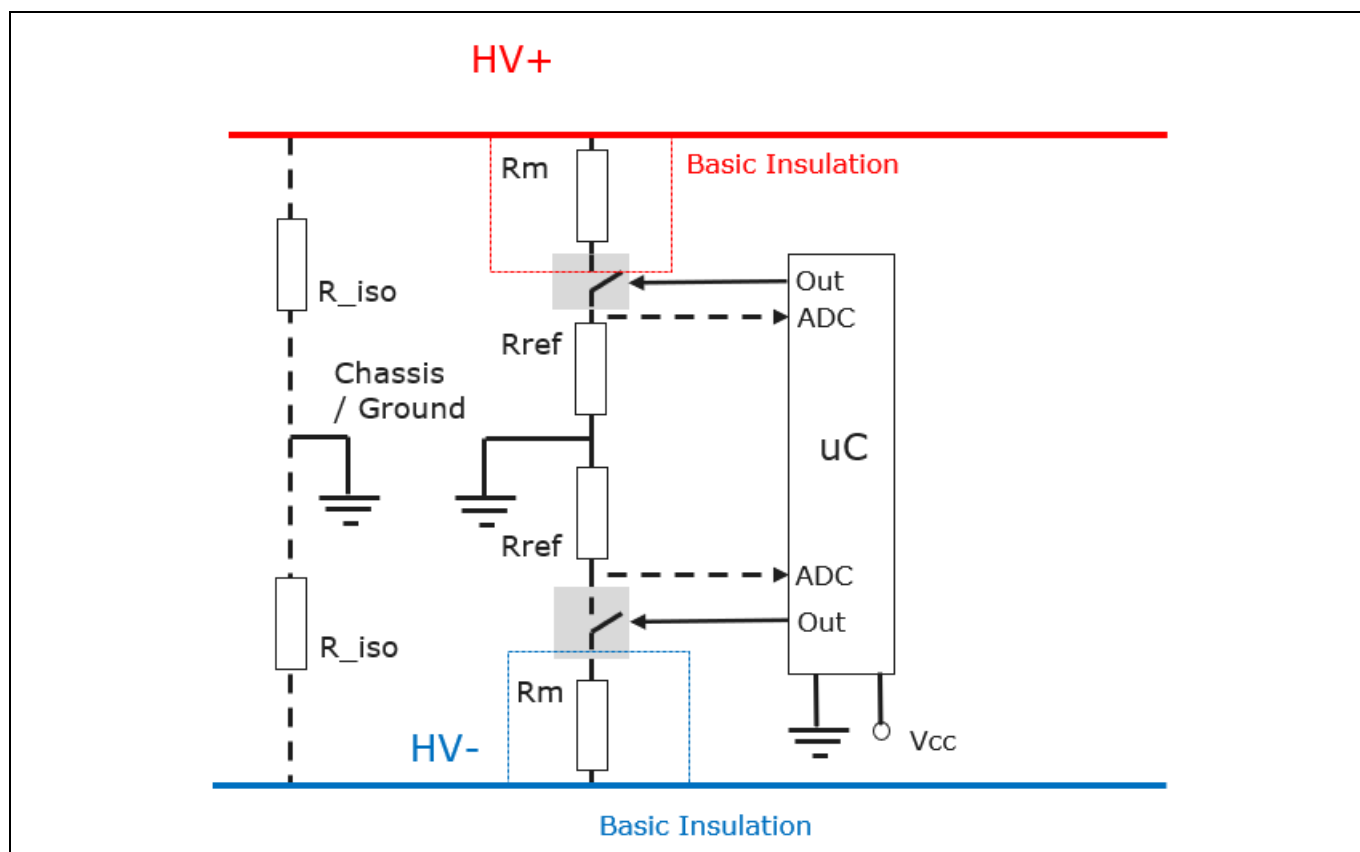 HV+
Basic Insulation
Rm
Out
R_iso
ADC
Rref
Chassis
/ Ground
uC
Rref
ADC
Out
R_iso
Rm
HV-
Vcc
Basic Insulation